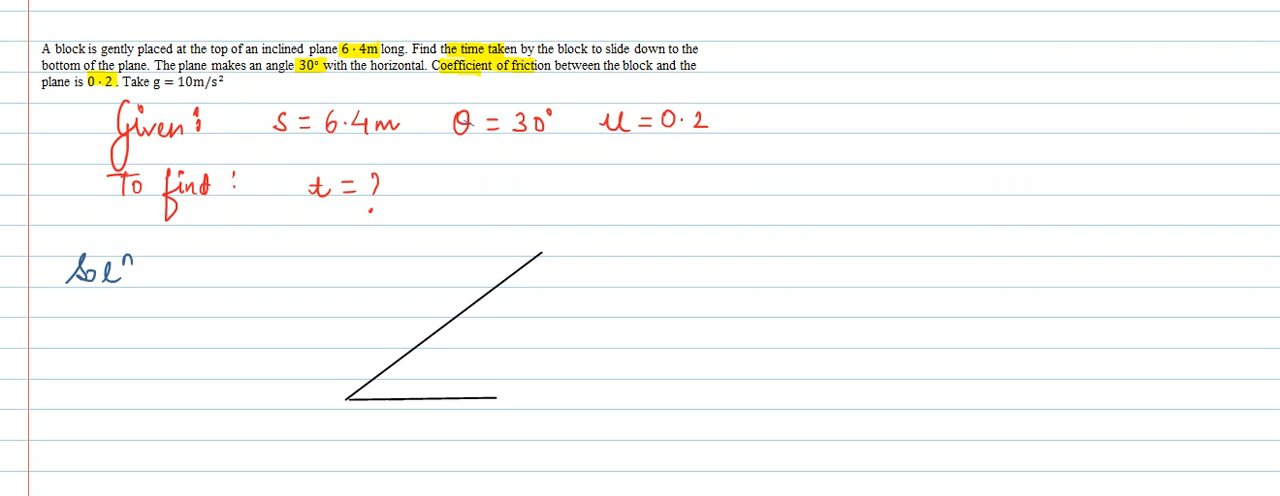 A block is gently placed at the top of an inclined plane 6·4m long. Find the time taken by the block to slide down to the
bottom of the plane. The plane makes an angle 30° with the horizontal. Coefficient of friction between the block and the
plane is 0·2. Take g = 10m/s²
Given: s = 6.4m θ = 30° μ = 0.2
To find: t = ?
Solⁿ